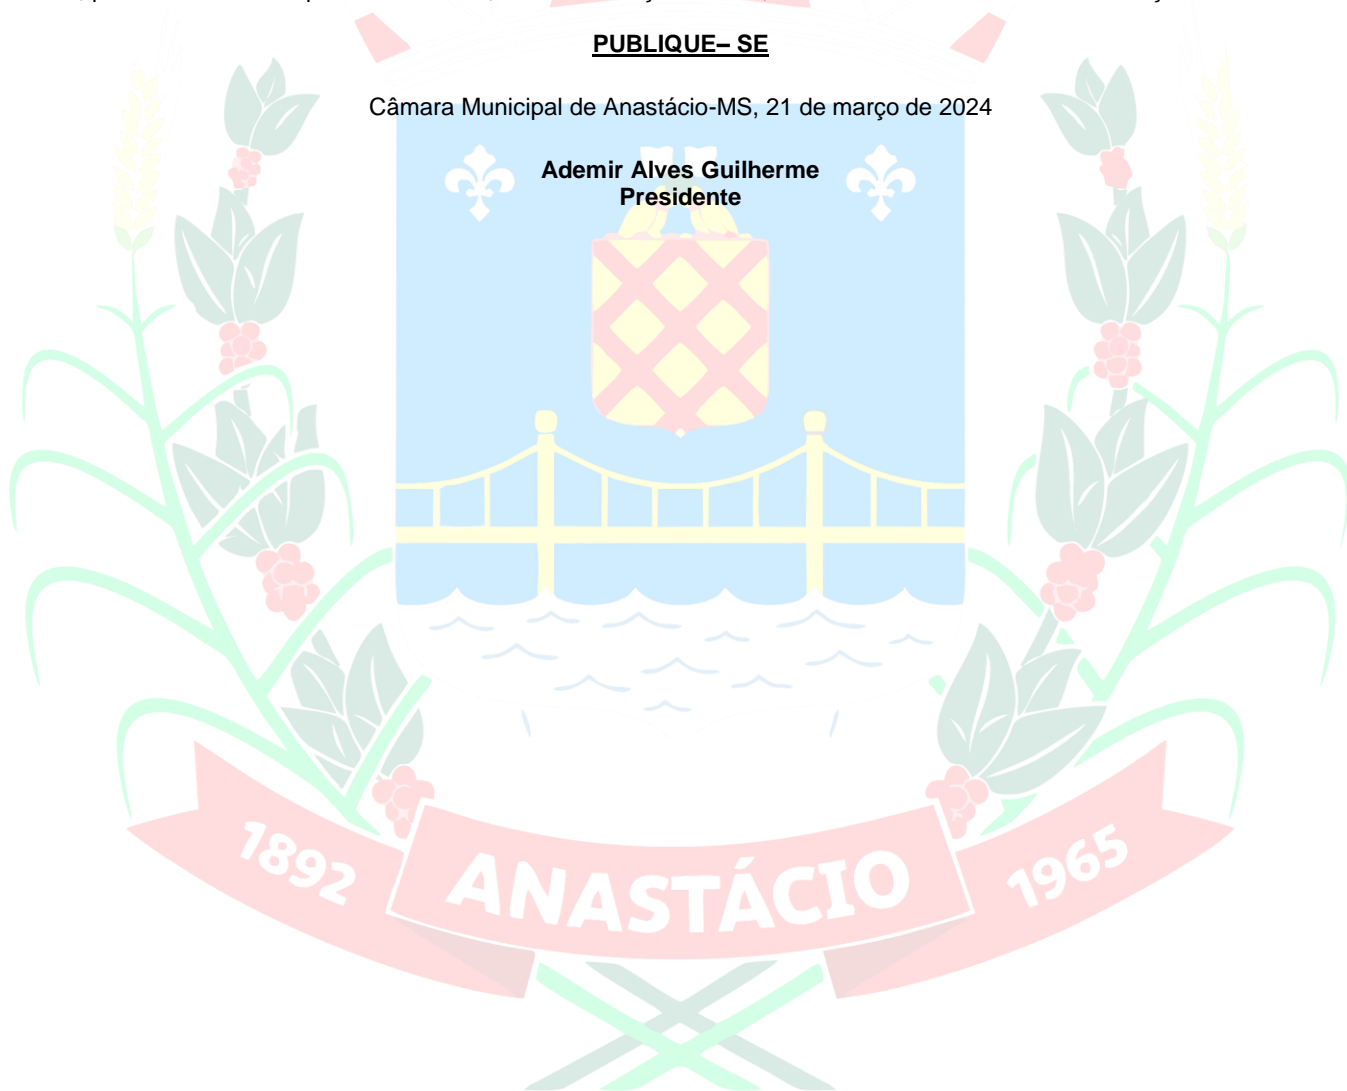 PUBLIQUE– SE
Câmara Municipal de Anastácio-MS, 21 de março de 2024
Ademir Alves Guilherme
Presidente
1892
ANASTÁCIO
1965